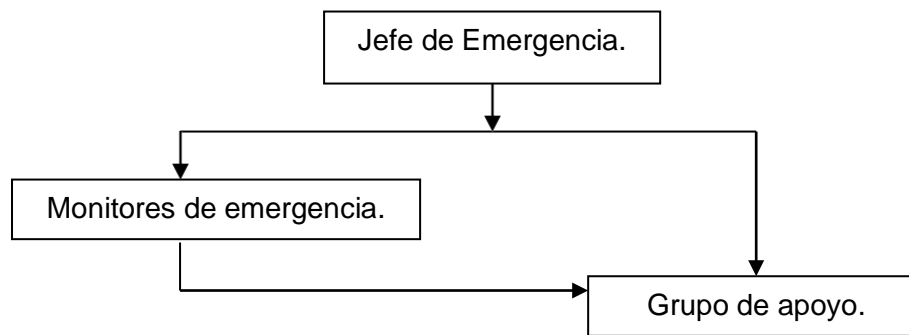 Jefe de Emergencia.
Monitores de emergencia.
Grupo de apoyo.